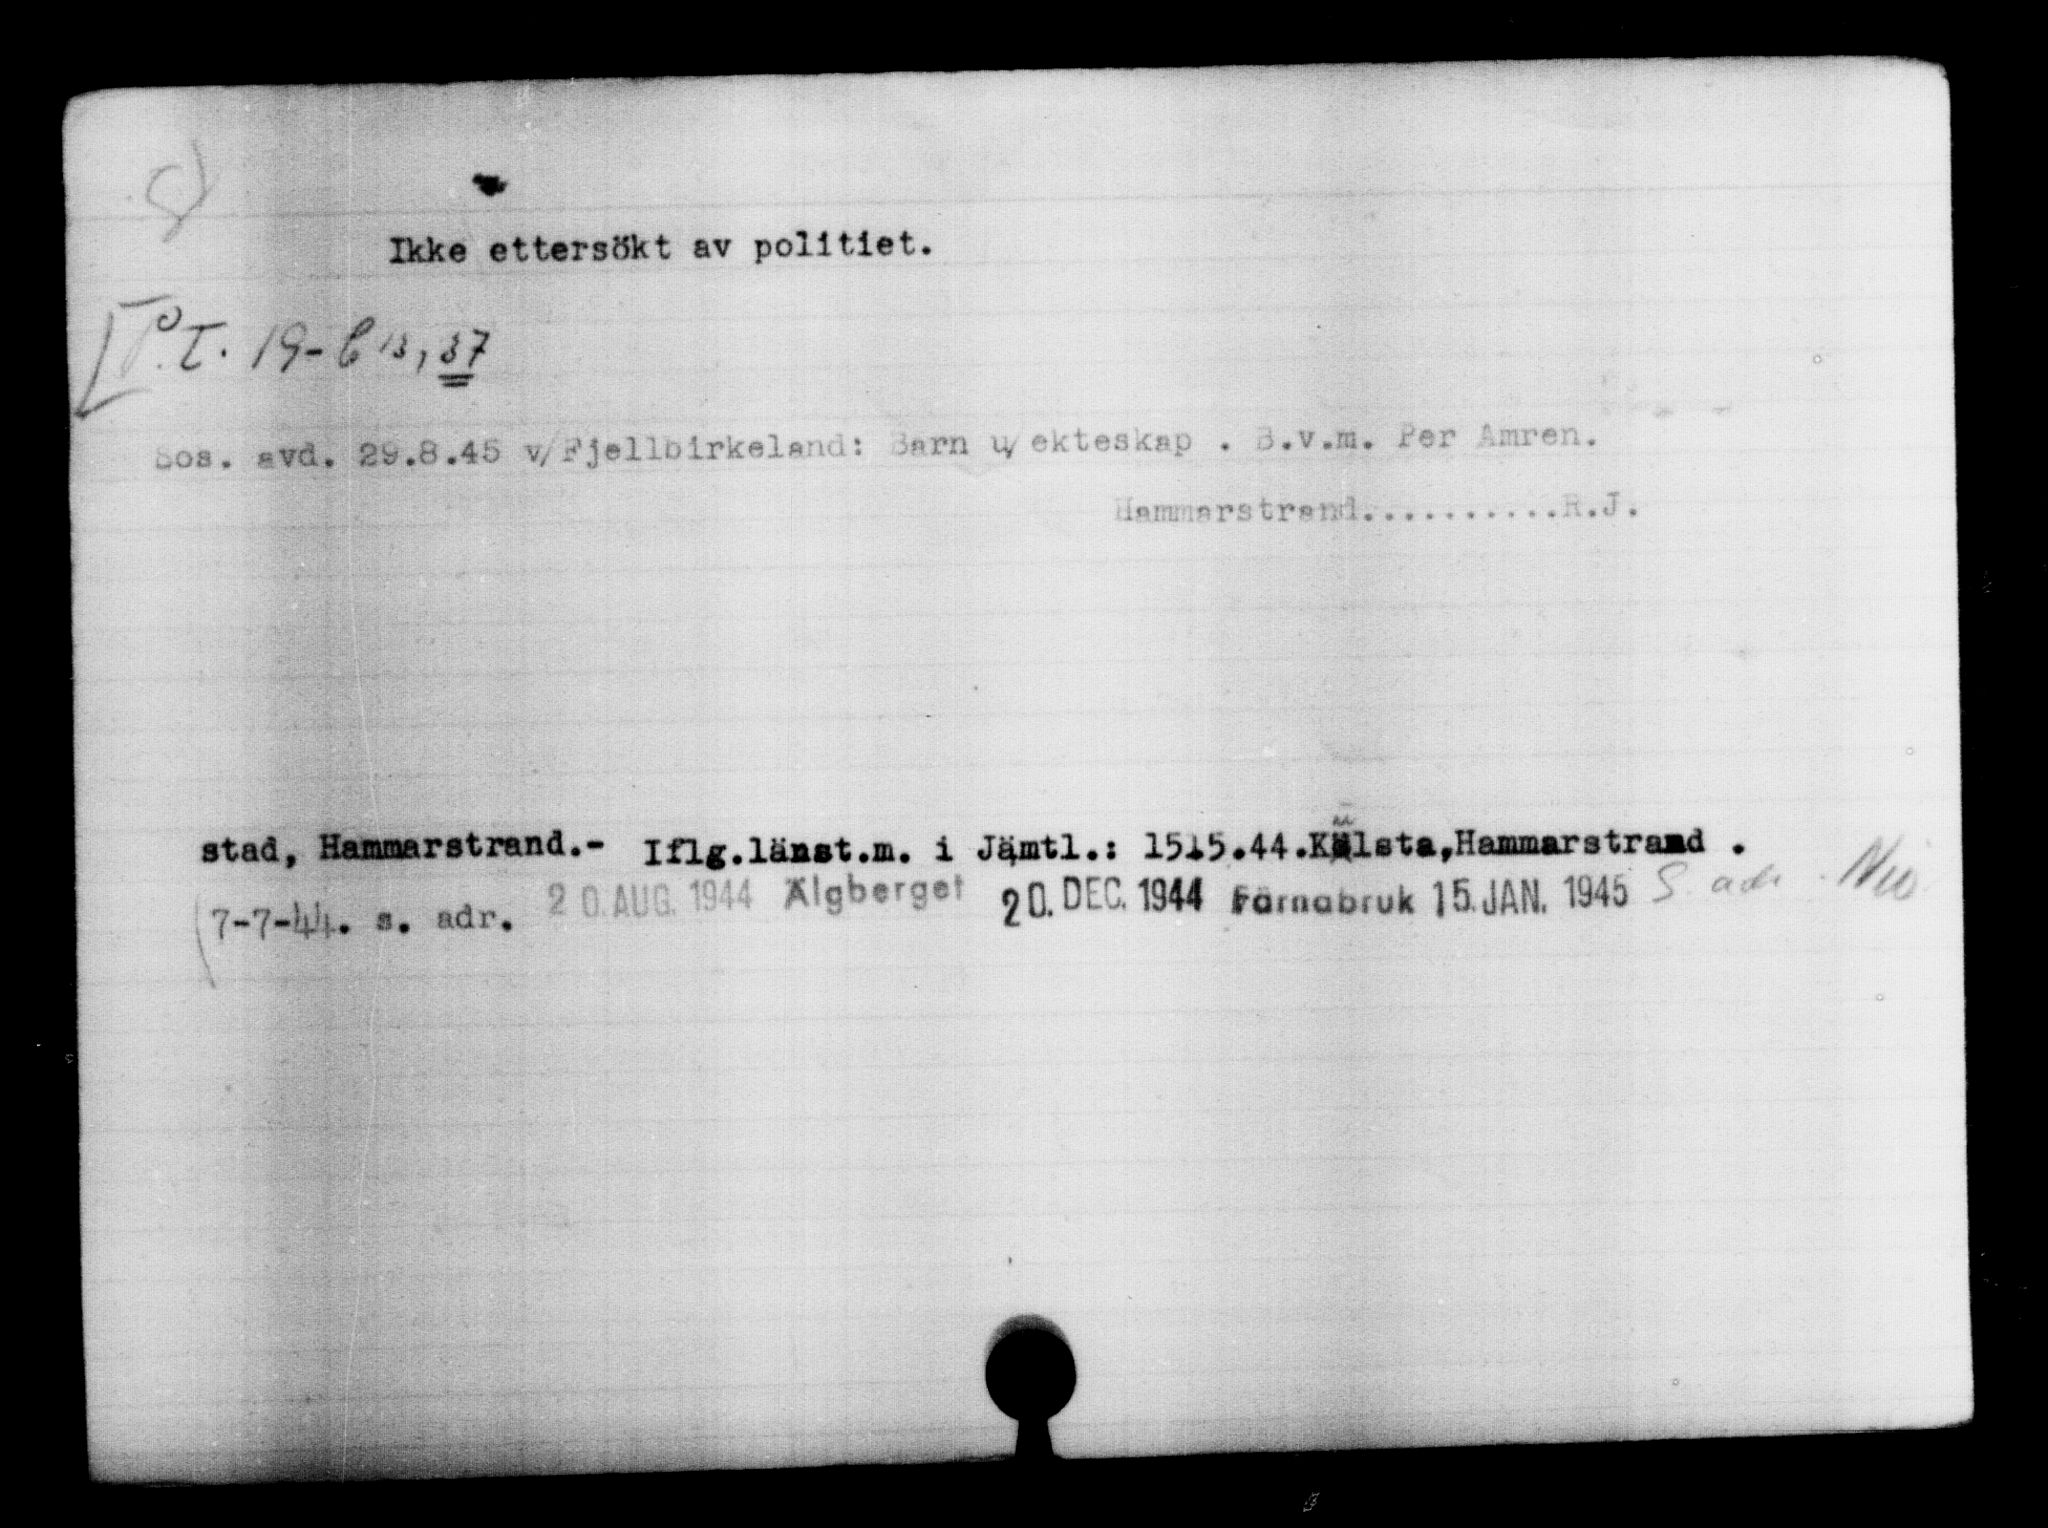 Ikke ettersökt av politiet.
P.T. 19-C 13, 37
Sos. avd. 29.8.45 v/Fjellbirkeland: Barn u/ekteskap . B.v.m. Per Amren.
Hammarstrand..........R.J.
stad, Hammarstrand.- Iflg.länst.m. i Jämtl.: 1515.44.Kälsta,Hammarstrand .
7-7-44. s. adr. 20. AUG. 1944 Älgberget 20. DEC. 1944 Färnabruk 15. JAN. 1945 S. adr.